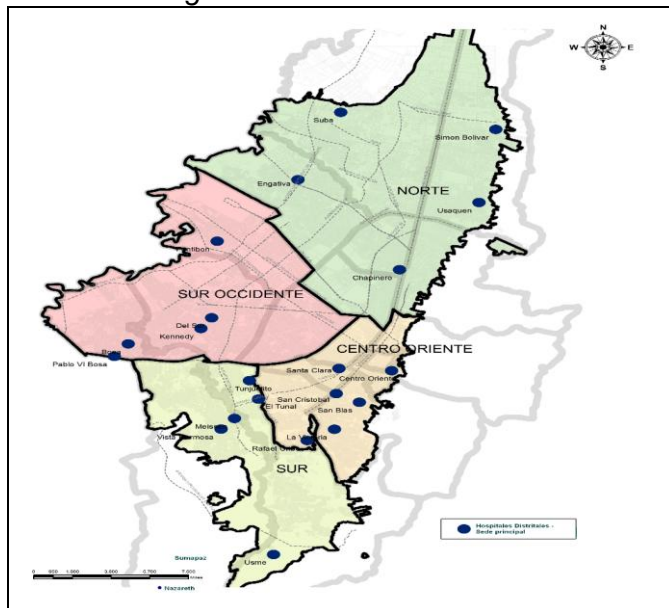 N
W E
S
Suba
Simon Bolivar
Engativa
NORTE
Usaquen
Chapinero
SUR OCCIDENTE
Del Sur
Kennedy
CENTRO ORIENTE
Pablo VI Bosa
Santa Clara
Centro Oriente
Tunjuelito
El Tunal
San Cristobal
San Blas
Vista Hermosa
La Victoria
Rafael Uribe
SUR
Hospitales Distritales -
Sede principal
Sumapaz
Usme
Nazareth